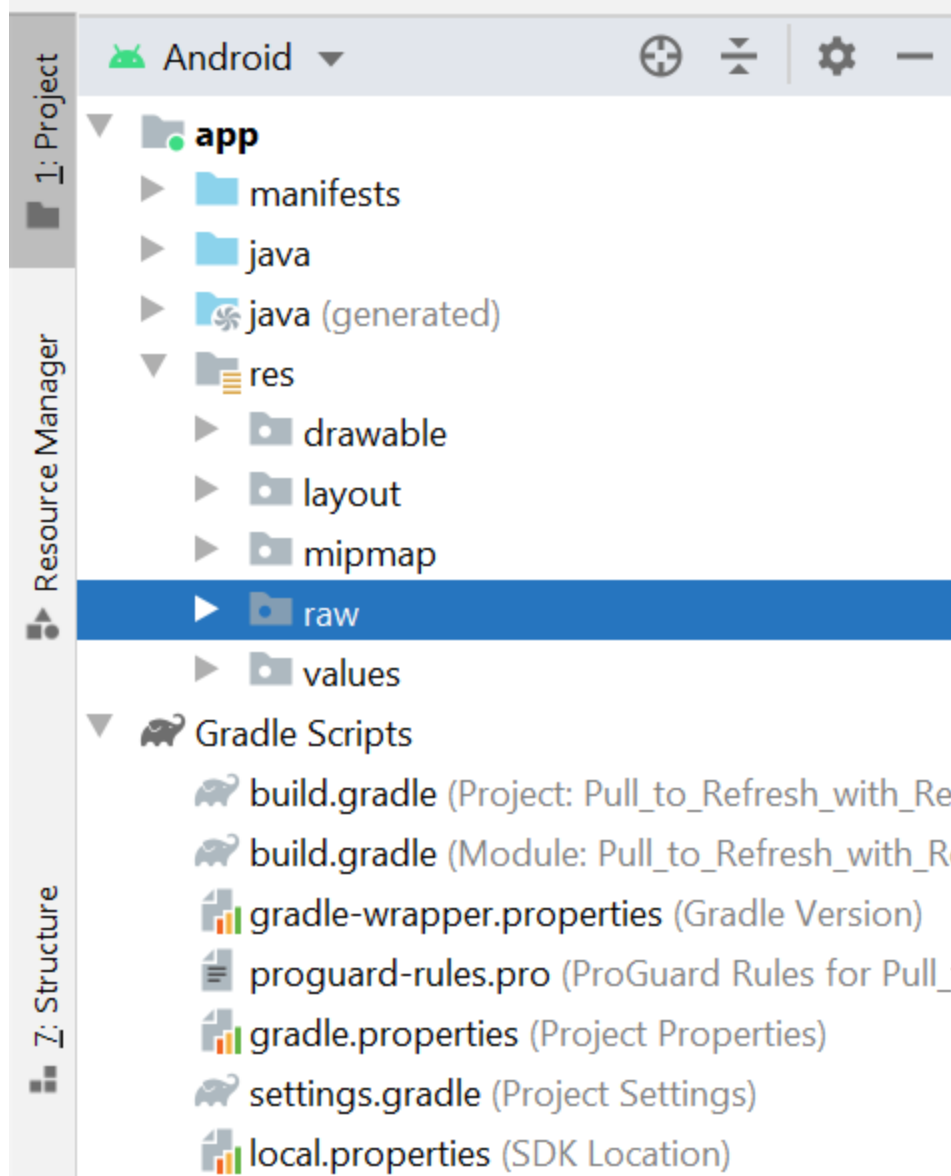 Android
app
manifests
java
java (generated)
res
drawable
layout
mipmap
raw
values
Gradle Scripts
build.gradle (Project: Pull_to_Refresh_with_Re
build.gradle (Module: Pull_to_Refresh_with_Re
gradle-wrapper.properties (Gradle Version)
proguard-rules.pro (ProGuard Rules for Pull_
gradle.properties (Project Properties)
settings.gradle (Project Settings)
local.properties (SDK Location)
1: Project
Resource Manager
7: Structure